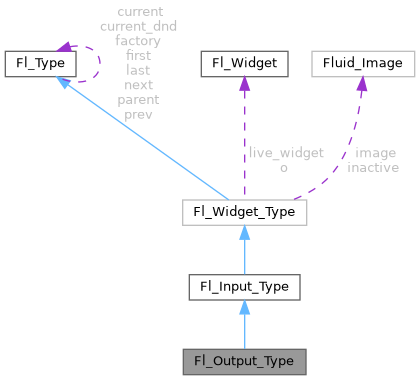 current
current_dnd
factory
first
last
next
parent
prev
Fl_Type
Fl_Widget
Fluid_Image
live_widget
o
image
inactive
Fl_Widget_Type
Fl_Input_Type
Fl_Output_Type